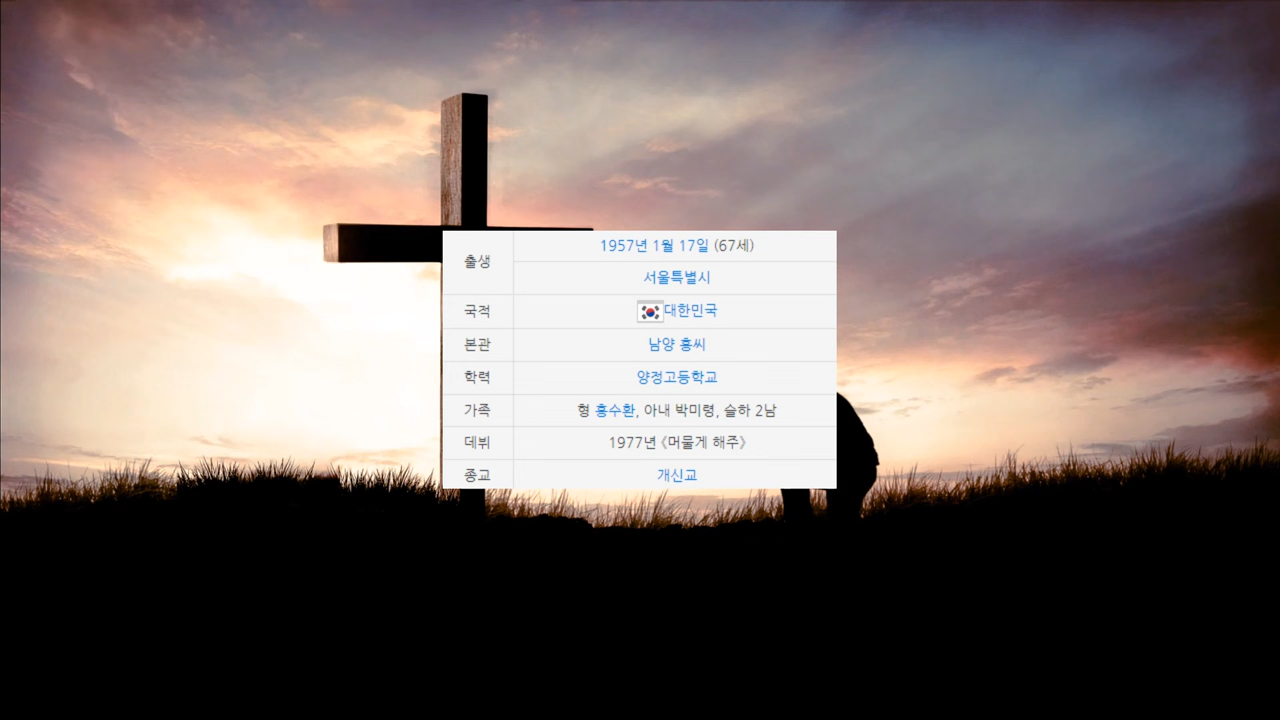 출생
1957년 1월 17일 (67세)
서울특별시
국적 대한민국
본관 남양 홍씨
학력 양정고등학교
가족 형 홍수환, 아내 박미령, 슬하 2남
데뷔 1977년 《머물게 해주》
종교 개신교